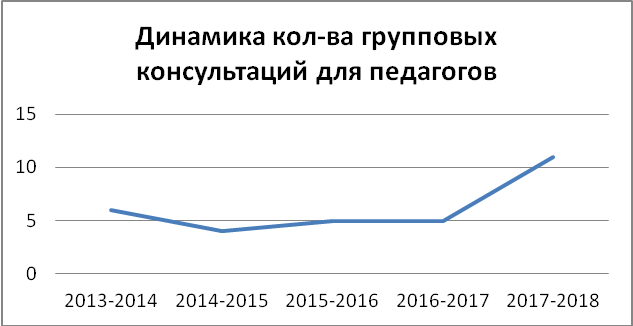 Динамика кол-ва групповых
консультаций для педагогов
15
10
5
0
2013-2014 2014-2015 2015-2016 2016-2017 2017-2018